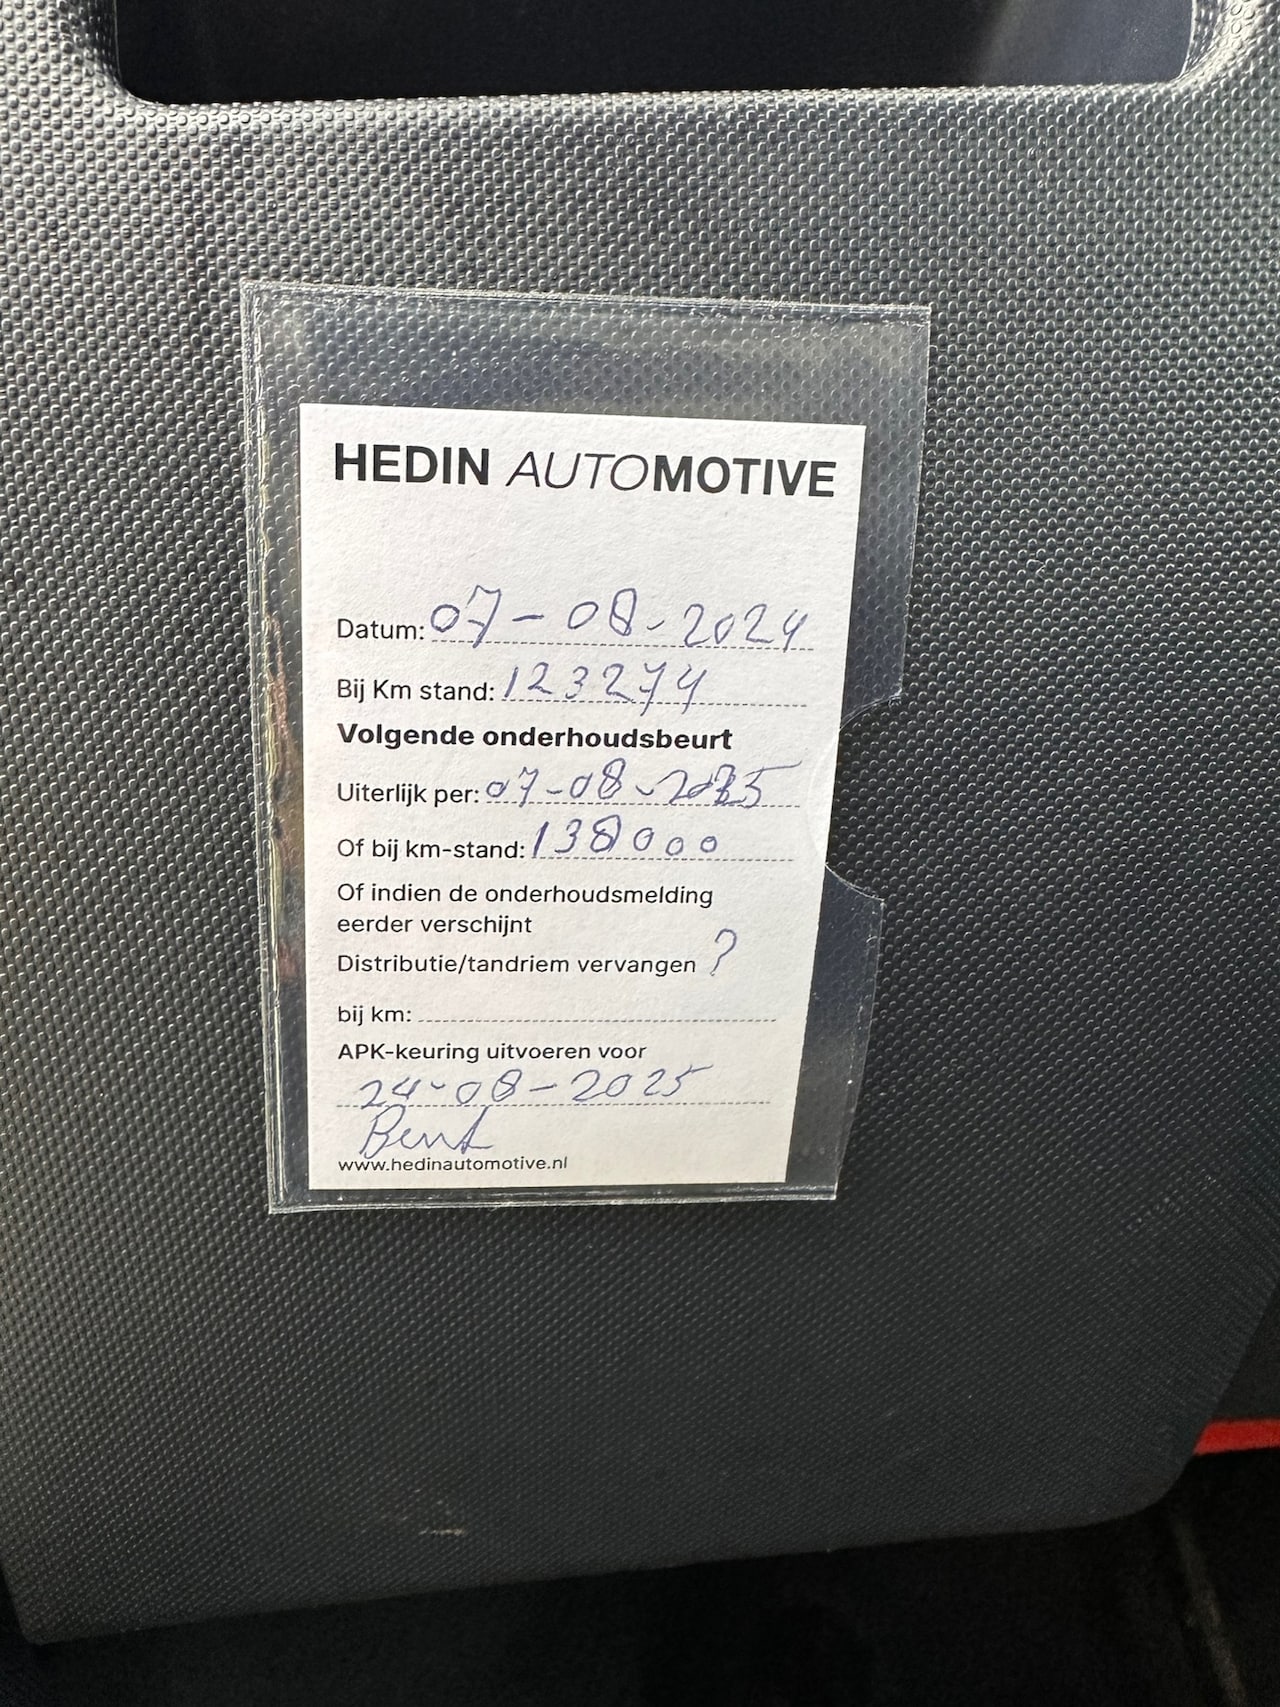 HEDIN AUTOMOTIVE
Datum: 07-08-2024
Bij Km stand: 123274
Volgende onderhoudsbeurt
Uiterlijk per: 07-08-2025
Of bij km-stand: 138000
Of indien de onderhoudsmelding
eerder verschijnt
Distributie/tandriem vervangen ?
bij km:
APK-keuring uitvoeren voor
24-08-2025
www.hedinautomotive.nl